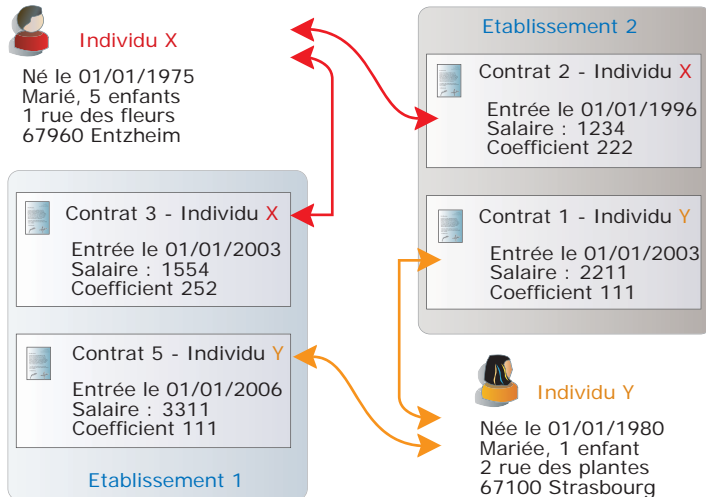 Individu X
Né le 01/01/1975
Marié, 5 enfants
1 rue des fleurs
67960 Entzheim
Etablissement 2
Contrat 2 - Individu X
Entrée le 01/01/1996
Salaire : 1234
Coefficient 222
Contrat 1 - Individu Y
Entrée le 01/01/2003
Salaire : 2211
Coefficient 111
Contrat 3 - Individu X
Entrée le 01/01/2003
Salaire : 1554
Coefficient 252
Contrat 5 - Individu Y
Entrée le 01/01/2006
Salaire : 3311
Coefficient 111
Etablissement 1
Individu Y
Née le 01/01/1980
Mariée, 1 enfant
2 rue des plantes
67100 Strasbourg